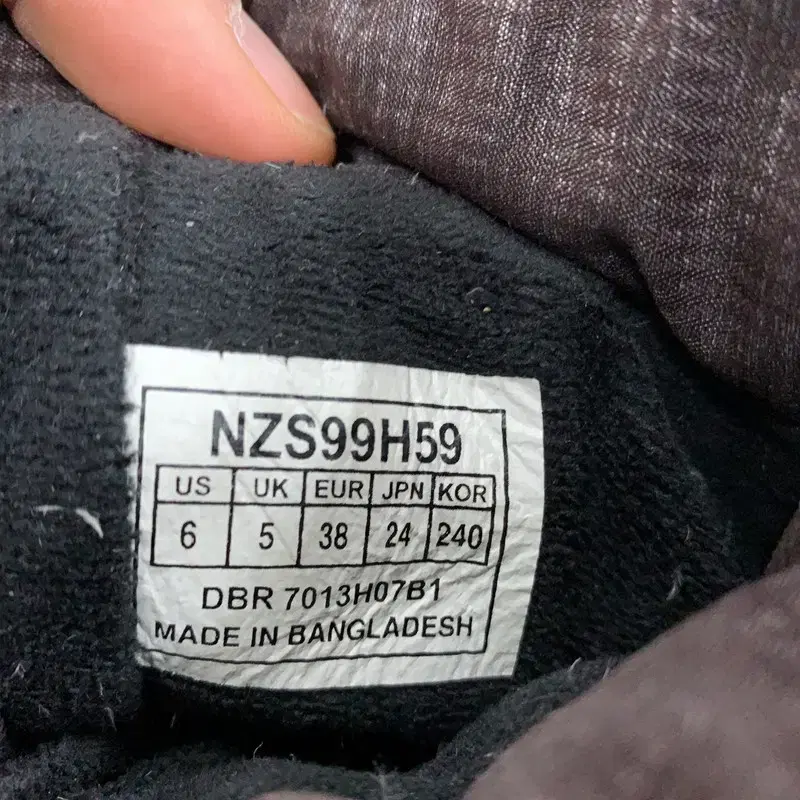 NZS99H59
US UK EUR JPN KOR
6 5 38 24 240
DBR 7013H07B1
MADE IN BANGLADESH